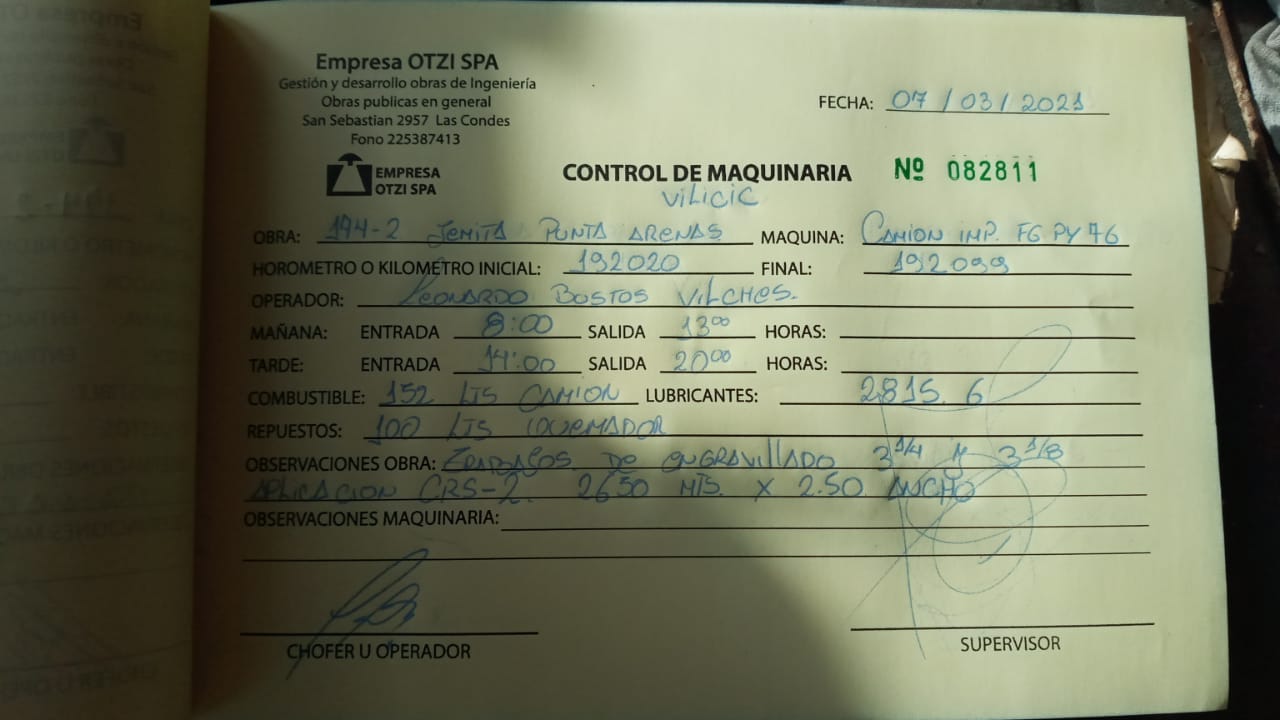 Empresa OTZI SPA
Gestión y desarrollo obras de Ingeniería
Obras publicas en general
San Sebastian 2957 Las Condes
Fono 225387413
EMPRESA
OTZI SPA
FECHA: 07/03/2021
CONTROL DE MAQUINARIA Nº 082811
VILICIC
OBRA: 194-2 JEMITA PUNTA ARENAS MAQUINA: CAMION IMP. FG PY 76
HOROMETRO O KILOMETRO INICIAL: 192020 FINAL: 192099
OPERADOR: LEONARDO BUSTOS VILCHES.
MAÑANA: ENTRADA 8:00 SALIDA 13⁰⁰ HORAS:
TARDE: ENTRADA 14:00 SALIDA 20⁰⁰ HORAS:
COMBUSTIBLE: 152 LTS CAMION LUBRICANTES: 2815.6
REPUESTOS: 100 LTS QUEMADOR
OBSERVACIONES OBRA: TRABAJOS DE ENGRAVILLADO 3 1/4 Y 3 1/8
APLICACION CRS-2. 2650 MTS. X 2.50 ANCHO
OBSERVACIONES MAQUINARIA:
CHOFER U OPERADOR
SUPERVISOR